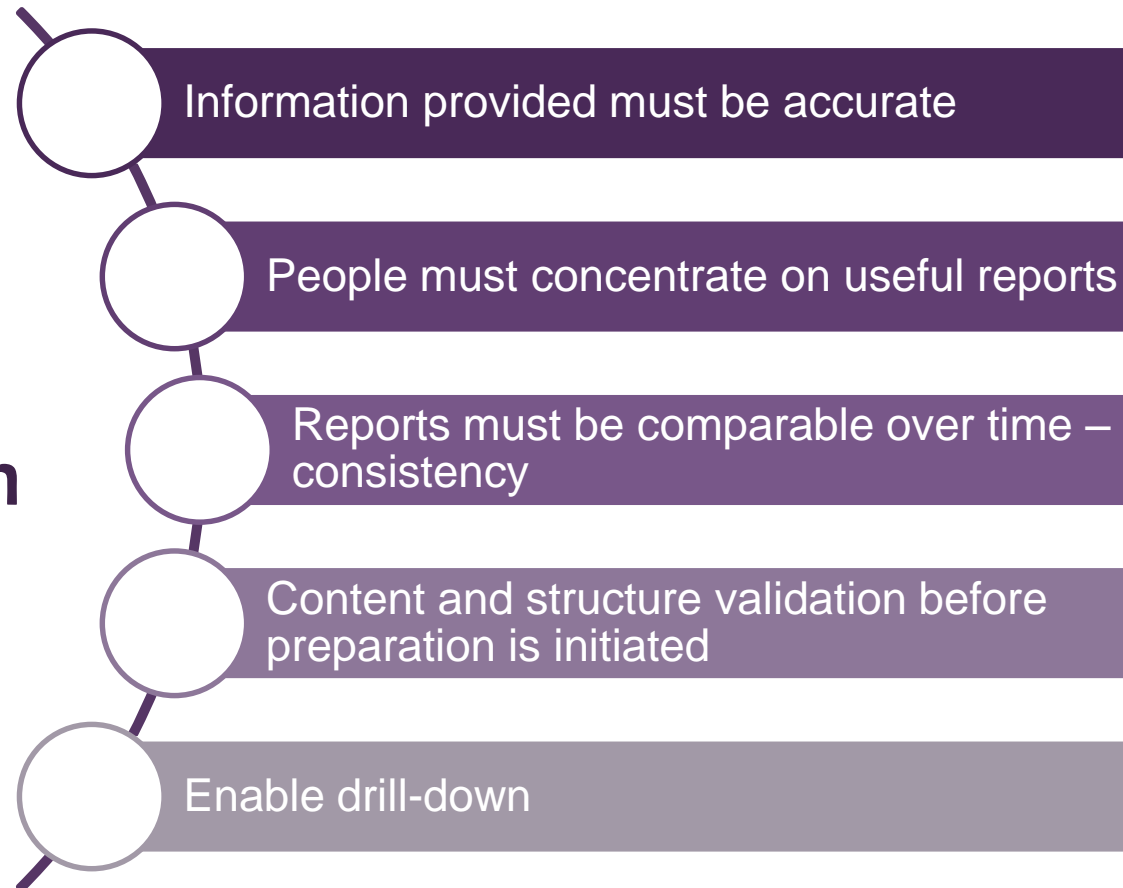 Information provided must be accurate
People must concentrate on useful reports
Reports must be comparable over time –
consistency
n
Content and structure validation before
preparation is initiated
Enable drill-down